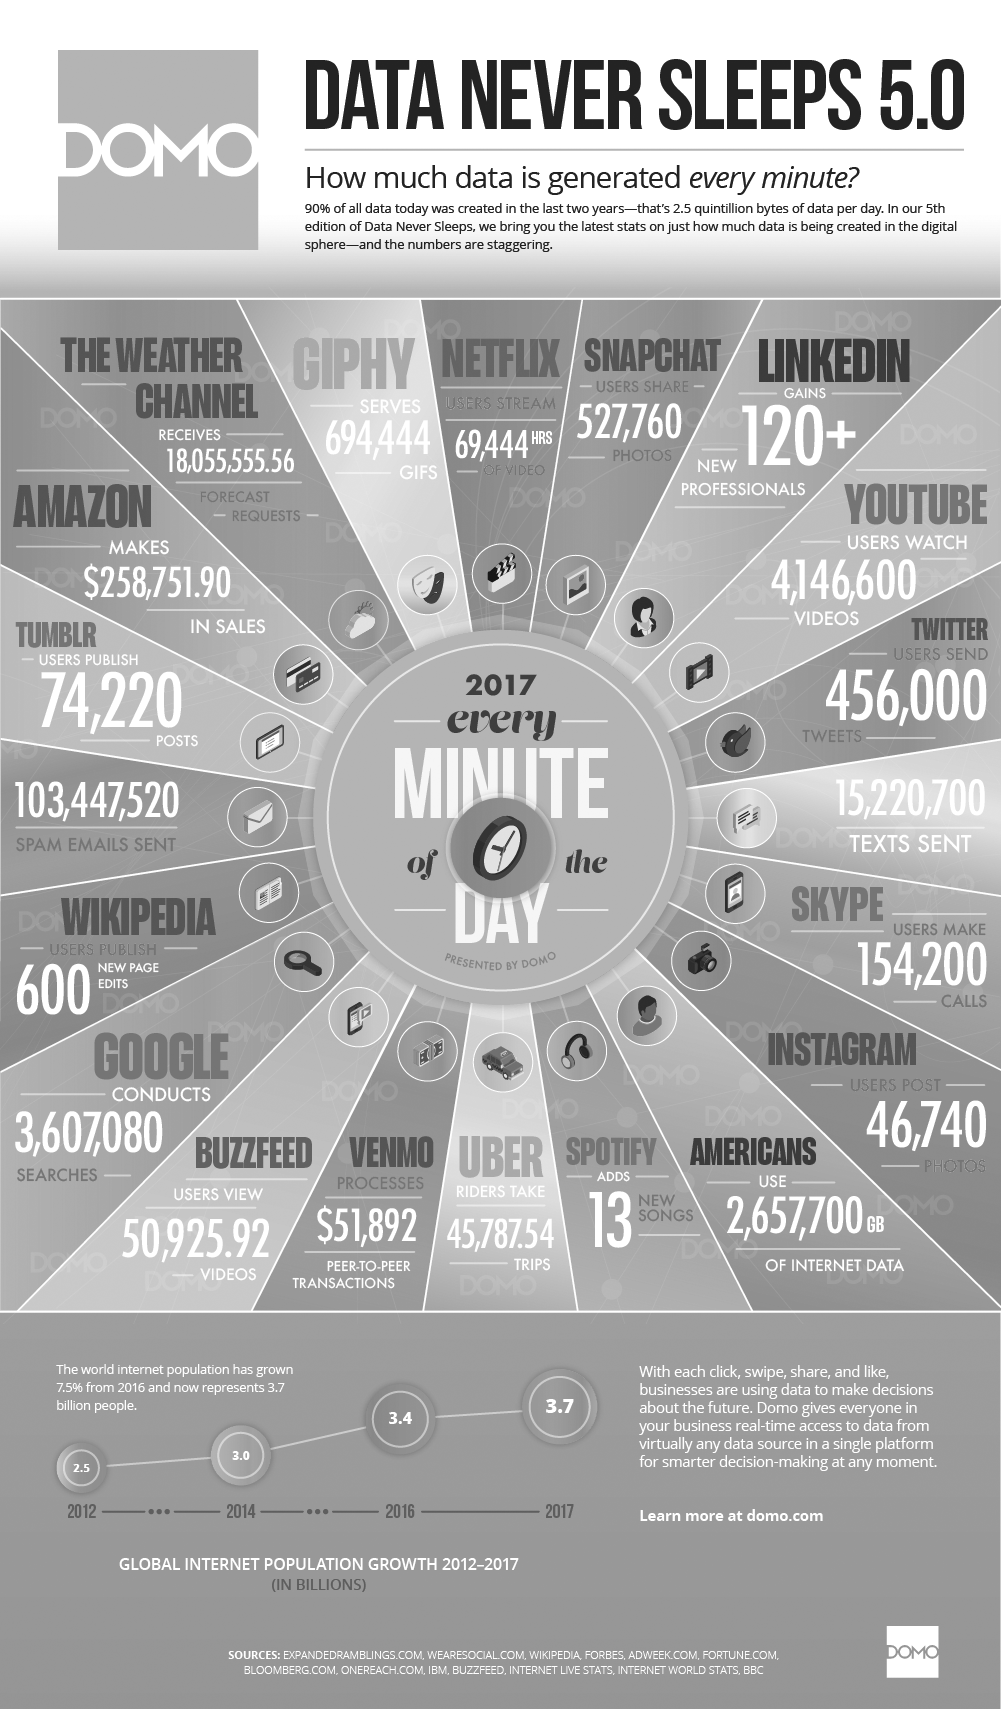 DOMO
DATA NEVER SLEEPS 5.0
How much data is generated every minute?
90% of all data today was created in the last two years—that's 2.5 quintillion bytes of data per day. In our 5th
edition of Data Never Sleeps, we bring you the latest stats on just how much data is being created in the digital
sphere—and the numbers are staggering.
THE WEATHER
CHANNEL
RECEIVES
18,055,555.56
FORECAST
REQUESTS
GIPHY
SERVES
694,444
GIFS
NETFLIX
USERS STREAM
69,444 HRS
OF VIDEO
SNAPCHAT
USERS SHARE
527,760
PHOTOS
LINKEDIN
GAINS
120+
NEW
PROFESSIONALS
AMAZON
MAKES
$258,751.90
IN SALES
YOUTUBE
USERS WATCH
4,146,600
VIDEOS
TUMBLR
USERS PUBLISH
74,220
POSTS
TWITTER
USERS SEND
456,000
TWEETS
103,447,520
SPAM EMAILS SENT
15,220,700
TEXTS SENT
2017
every
MINUTE
of the
DAY
PRESENTED BY DOMO
WIKIPEDIA
USERS PUBLISH
600 NEW PAGE
EDITS
SKYPE
USERS MAKE
154,200
CALLS
GOOGLE
CONDUCTS
3,607,080
SEARCHES
INSTAGRAM
USERS POST
46,740
PHOTOS
BUZZFEED
USERS VIEW
50,925.92
VIDEOS
VENMO
PROCESSES
$51,892
PEER-TO-PEER
TRANSACTIONS
UBER
RIDERS TAKE
45,787.54
TRIPS
SPOTIFY
ADDS
13 NEW
SONGS
AMERICANS
USE
2,657,700 GB
OF INTERNET DATA
The world internet population has grown
7.5% from 2016 and now represents 3.7
billion people.
2.5
3.0
3.4
3.7
2012
2014
2016
2017
GLOBAL INTERNET POPULATION GROWTH 2012–2017
(IN BILLIONS)
With each click, swipe, share, and like,
businesses are using data to make decisions
about the future. Domo gives everyone in
your business real-time access to data from
virtually any data source in a single platform
for smarter decision-making at any moment.
Learn more at domo.com
SOURCES: EXPANDEDRAMBLINGS.COM, WEARESOCIAL.COM, WIKIPEDIA, FORBES, ADWEEK.COM, FORTUNE.COM,
BLOOMBERG.COM, ONEREACH.COM, IBM, BUZZFEED, INTERNET LIVE STATS, INTERNET WORLD STATS, BBC
DOMO